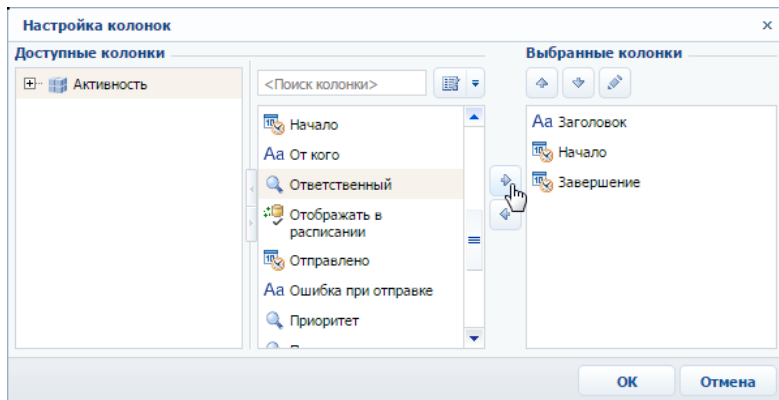 Настройка колонок
Доступные колонки
Активность
<Поиск колонки>
Начало
Aa От кого
Ответственный
Отображать в
расписании
Отправлено
Aa Ошибка при отправке
Приоритет
Выбранные колонки
Aa Заголовок
Начало
Завершение
ОК
Отмена